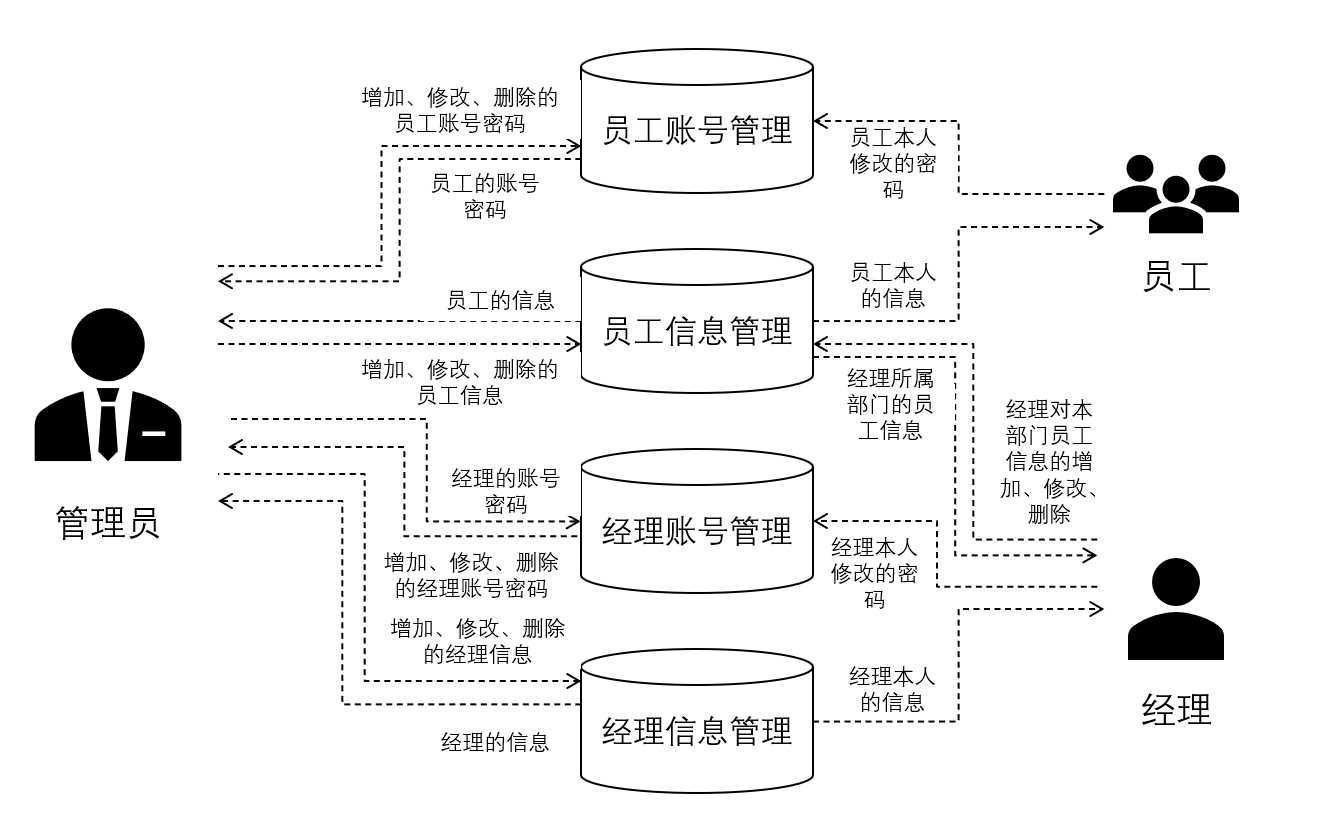 增加、修改、删除的
员工账号密码
员工账号管理
员工本人
修改的密
码
员工的账号
密码
员工
员工的信息
员工信息管理
员工本人
的信息
增加、修改、删除的
员工信息
经理所属
部门的员
工信息
经理对本
部门员工
信息的增
加、修改、
删除
管理员
经理的账号
密码
经理账号管理
经理本人
修改的密
码
增加、修改、删除
的经理账号密码
增加、修改、删除
的经理信息
经理信息管理
经理本人
的信息
经理
经理的信息